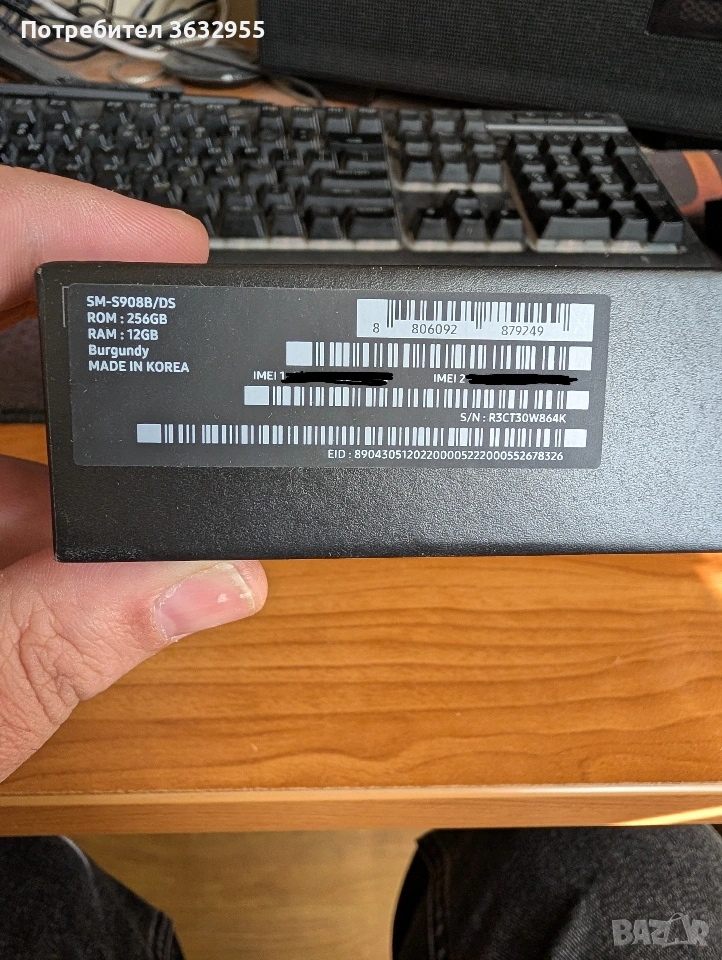 Потребител 3632955
SM-S908B/DS
ROM : 256GB
RAM : 12GB
Burgundy
MADE IN KOREA
8 806092 879249
IMEI 1
IMEI 2
S/N : R3CT30W864K
EID : 89043051202200005222000552678326
BAZAR